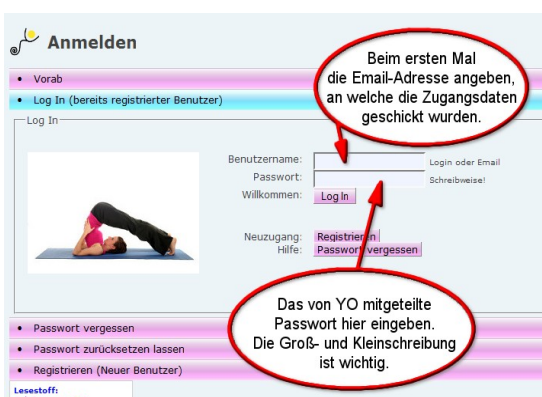 Anmelden
• Vorab
• Log In (bereits registrierter Benutzer)
Log In
Beim ersten Mal
die Email-Adresse angeben,
an welche die Zugangsdaten
geschickt wurden.
Benutzername: Login oder Email
Passwort: Schreibweise!
Willkommen: Log In
Neuzugang: Registrieren
Hilfe: Passwort vergessen
Das von YO mitgeteilte
Passwort hier eingeben.
Die Groß- und Kleinschreibung
ist wichtig.
• Passwort vergessen
• Passwort zurücksetzen lassen
• Registrieren (Neuer Benutzer)
Lesestoff: